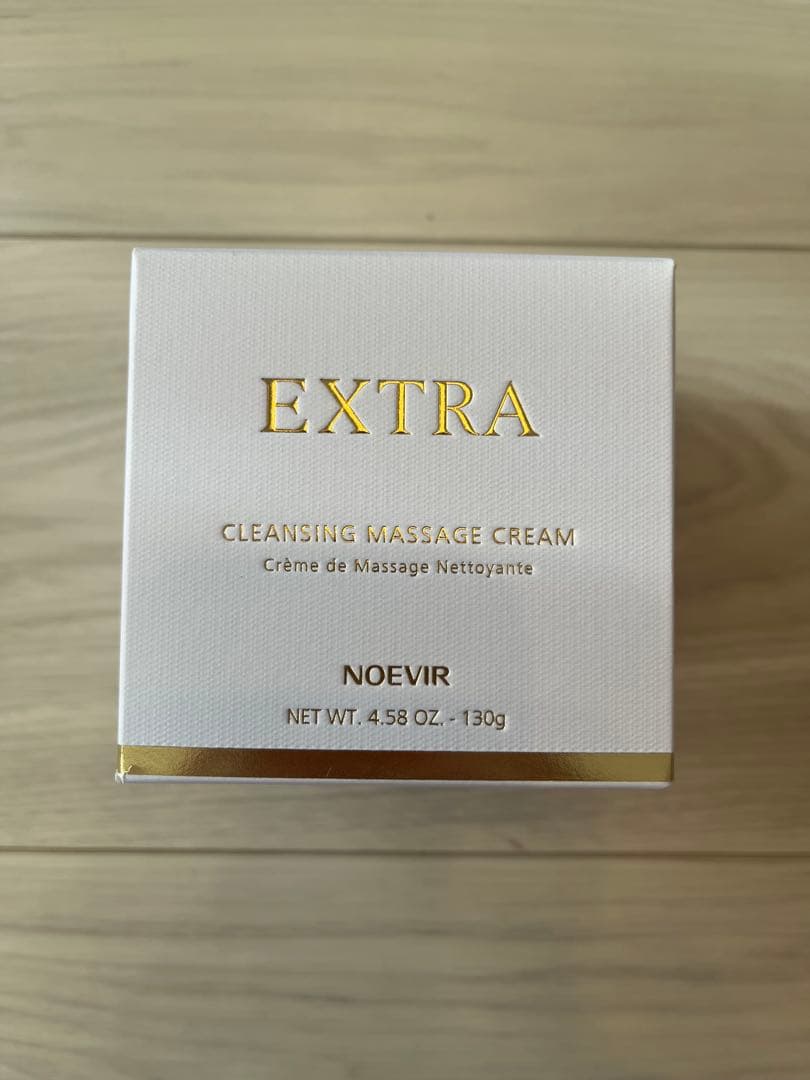 EXTRA
CLEANSING MASSAGE CREAM
Crème de Massage Nettoyante
NOEVIR
NET WT. 4.58 OZ. - 130g